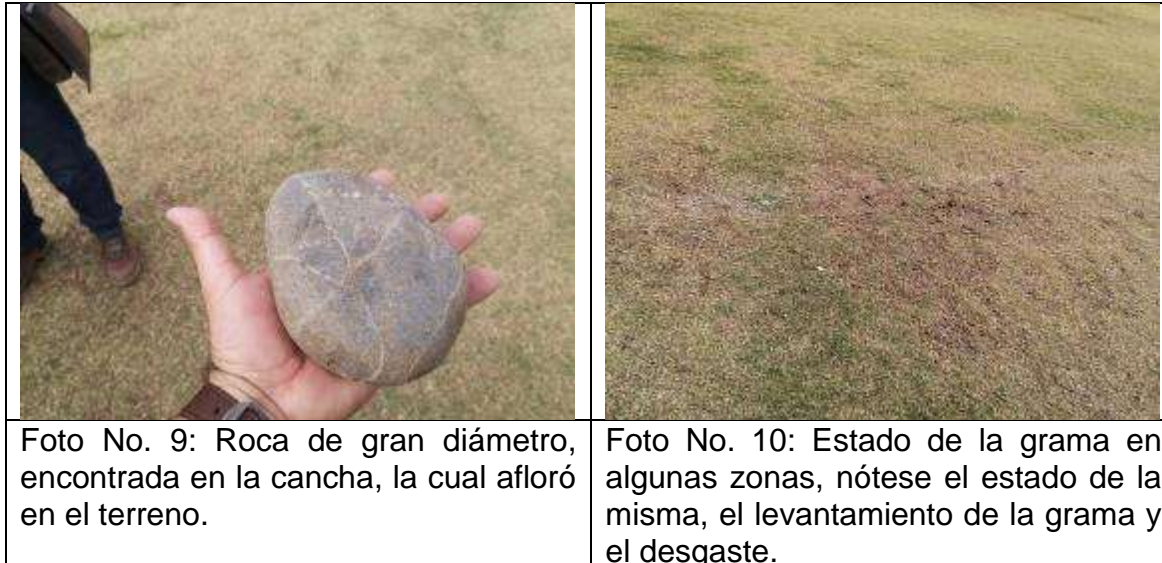 Foto No. 9: Roca de gran diámetro,
encontrada en la cancha, la cual afloró
en el terreno.
Foto No. 10: Estado de la grama en
algunas zonas, nótese el estado de la
misma, el levantamiento de la grama y
el desgaste.